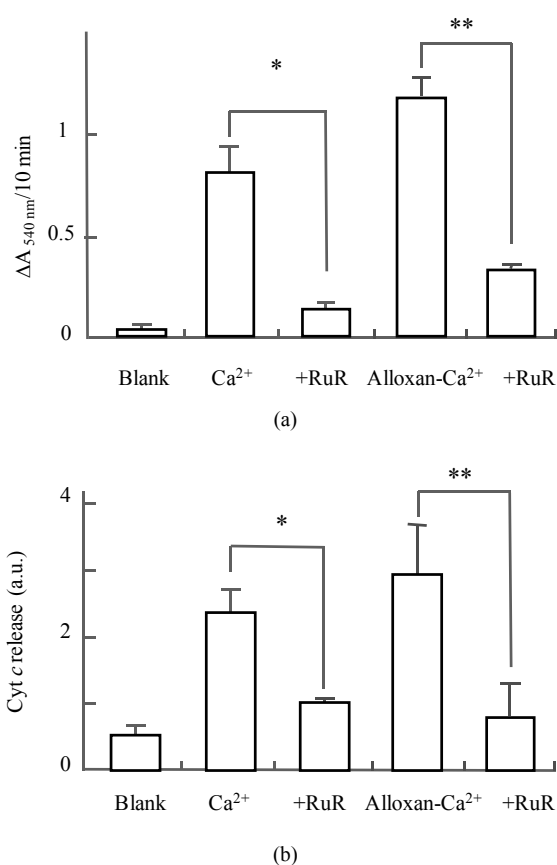 **
*
1
0.5
0
ΔA 540 nm/10 min
Blank Ca²⁺ +RuR Alloxan-Ca²⁺ +RuR
(a)
**
*
4
2
0
Cyt c release (a.u.)
Blank Ca²⁺ +RuR Alloxan-Ca²⁺ +RuR
(b)